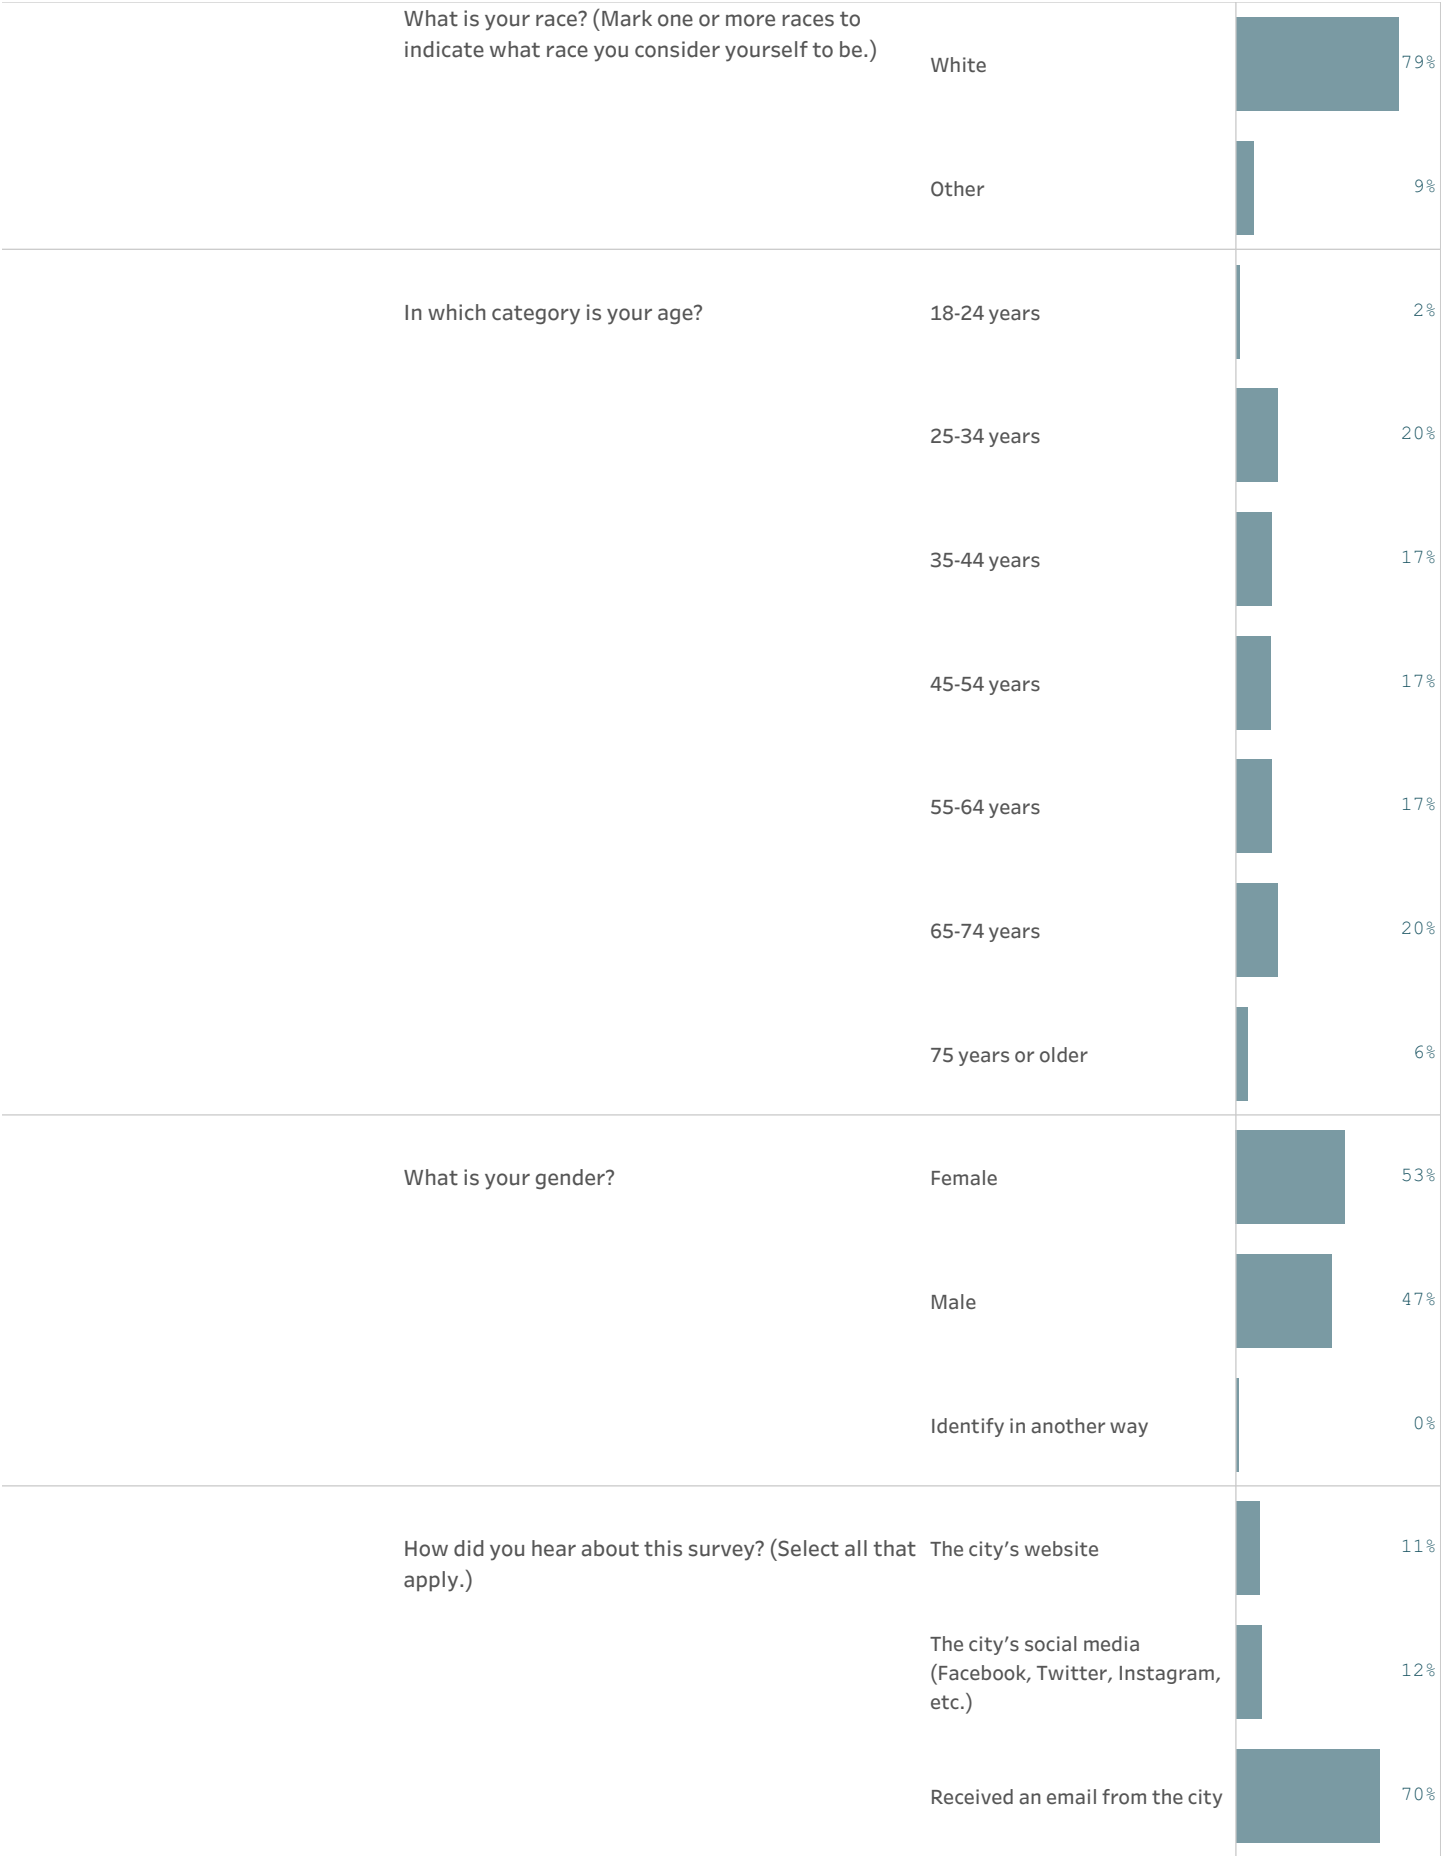 What is your race? (Mark one or more races to
indicate what race you consider yourself to be.)
White
79%
Other
9%
In which category is your age?
18-24 years
2%
25-34 years
20%
35-44 years
17%
45-54 years
17%
55-64 years
17%
65-74 years
20%
75 years or older
6%
What is your gender?
Female
53%
Male
47%
Identify in another way
0%
How did you hear about this survey? (Select all that
apply.)
The city’s website
11%
The city’s social media
(Facebook, Twitter, Instagram,
etc.)
12%
Received an email from the city
70%